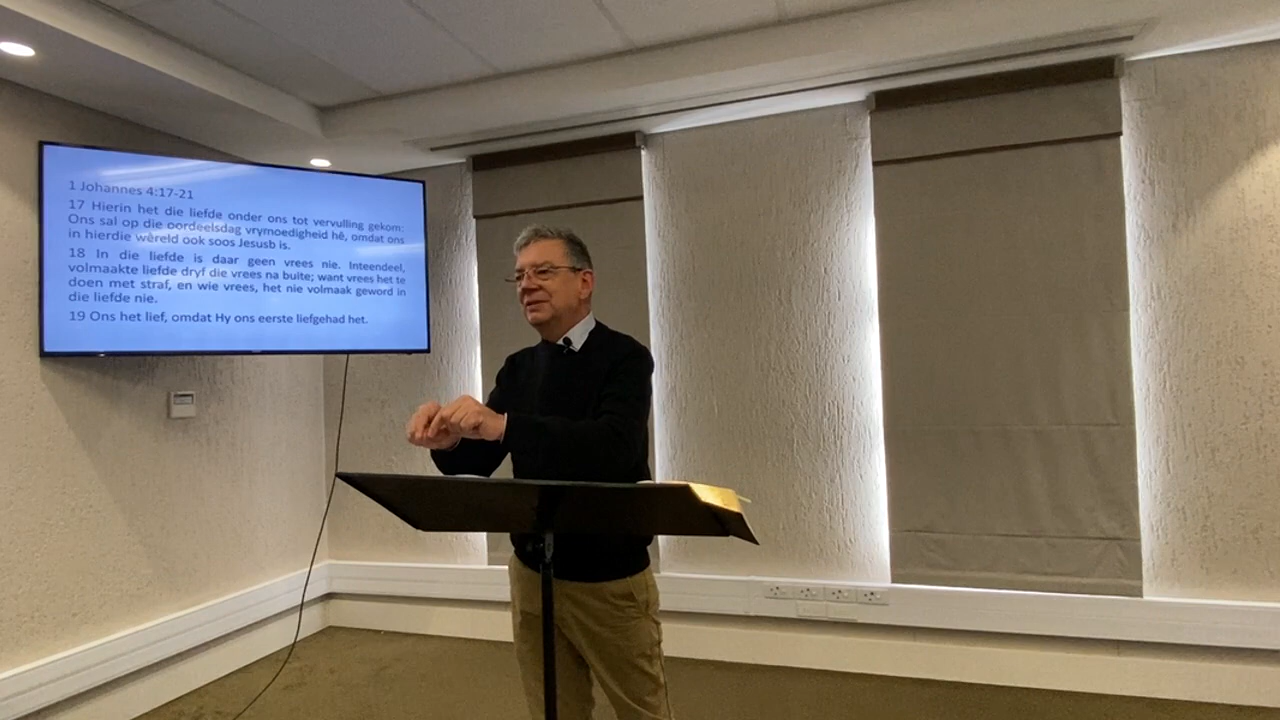 1 Johannes 4:17-21
17 Hierin het die liefde onder ons tot vervulling gekom:
Ons sal op die oordeelsdag vrymoedigheid hê, omdat ons
in hierdie wêreld ook soos Jesusb is.
18 In die liefde is daar geen vrees nie. Inteendeel,
volmaakte liefde dryf die vrees na buite; want vrees het te
doen met straf, en wie vrees, het nie volmaak geword in
die liefde nie.
19 Ons het lief, omdat Hy ons eerste liefgehad het.